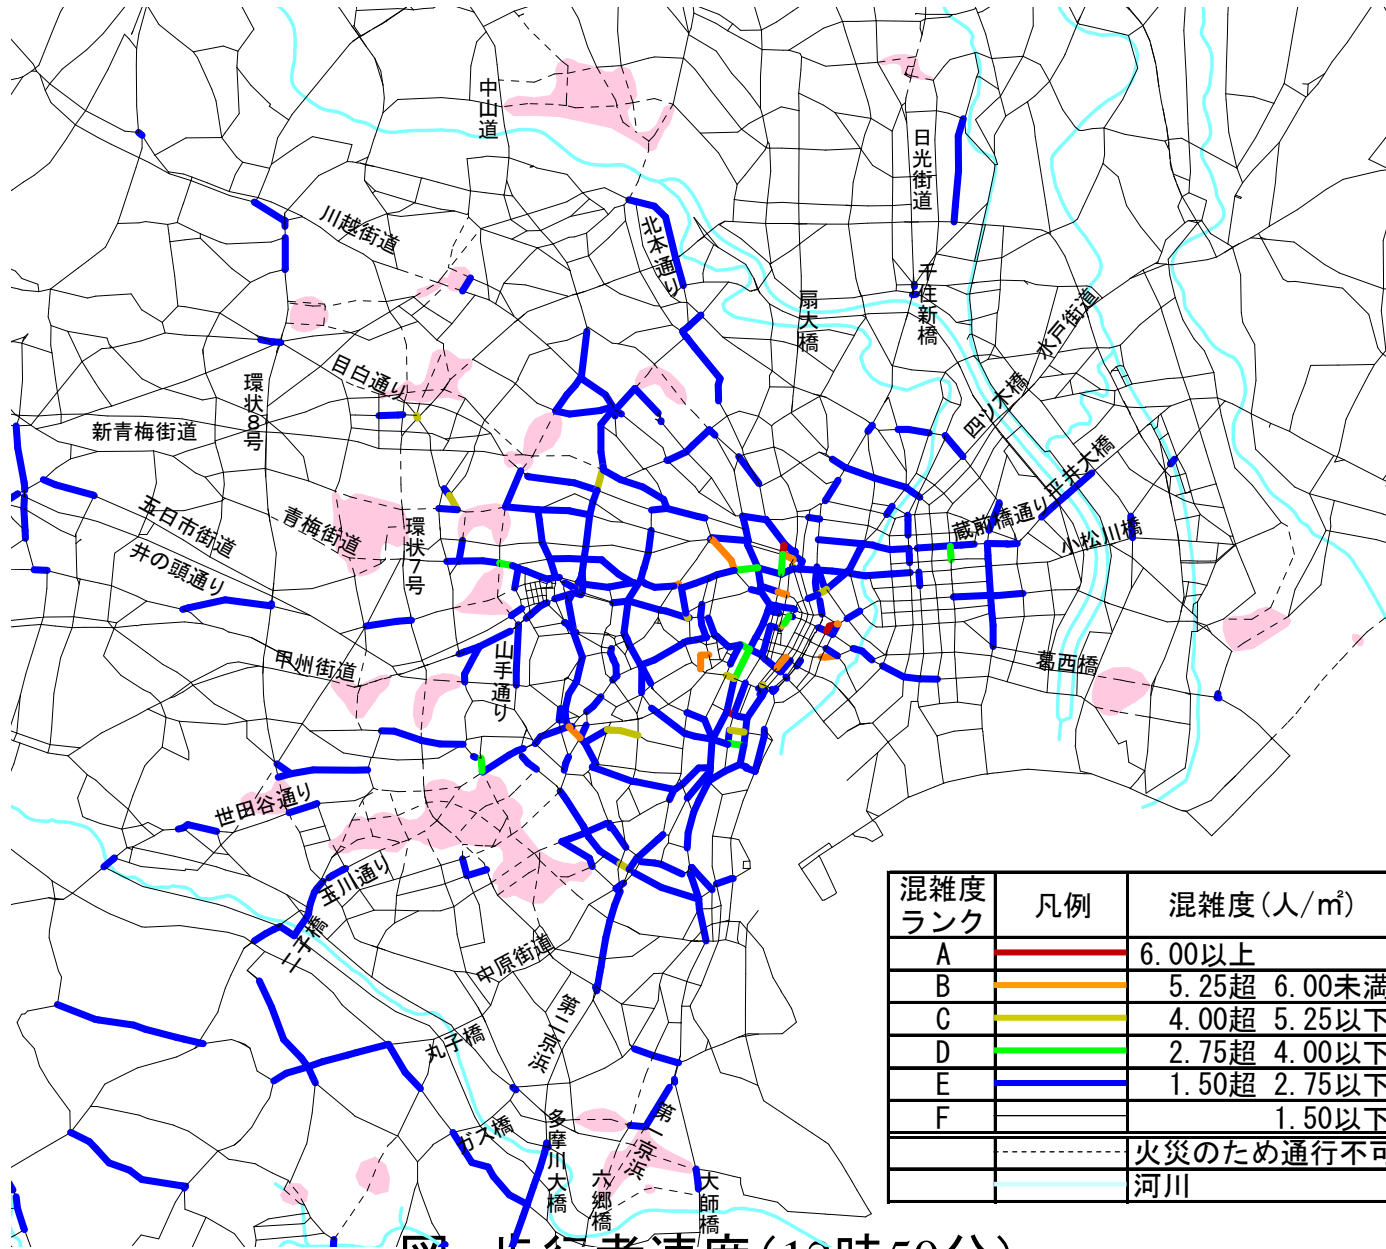 中山道
日光街道
川越街道
北本通り
千住新橋
扇大橋
水戸街道
目白通り
環状8号
四ツ木橋
新青梅街道
平井大橋
五日市街道
青梅街道
環状7号
蔵前橋通り
小松川橋
井の頭通り
甲州街道
山手通り
葛西橋
世田谷通り
玉川通り
二子橋
中原街道
第二京浜
丸子橋
ガス橋
多摩川大橋
第一京浜
六郷橋
大師橋
混雑度ランク 凡例 混雑度(人/㎡)
A 6.00以上
B 5.25超 6.00未満
C 4.00超 5.25以下
D 2.75超 4.00以下
E 1.50超 2.75以下
F 1.50以下
火災のため通行不可
河川